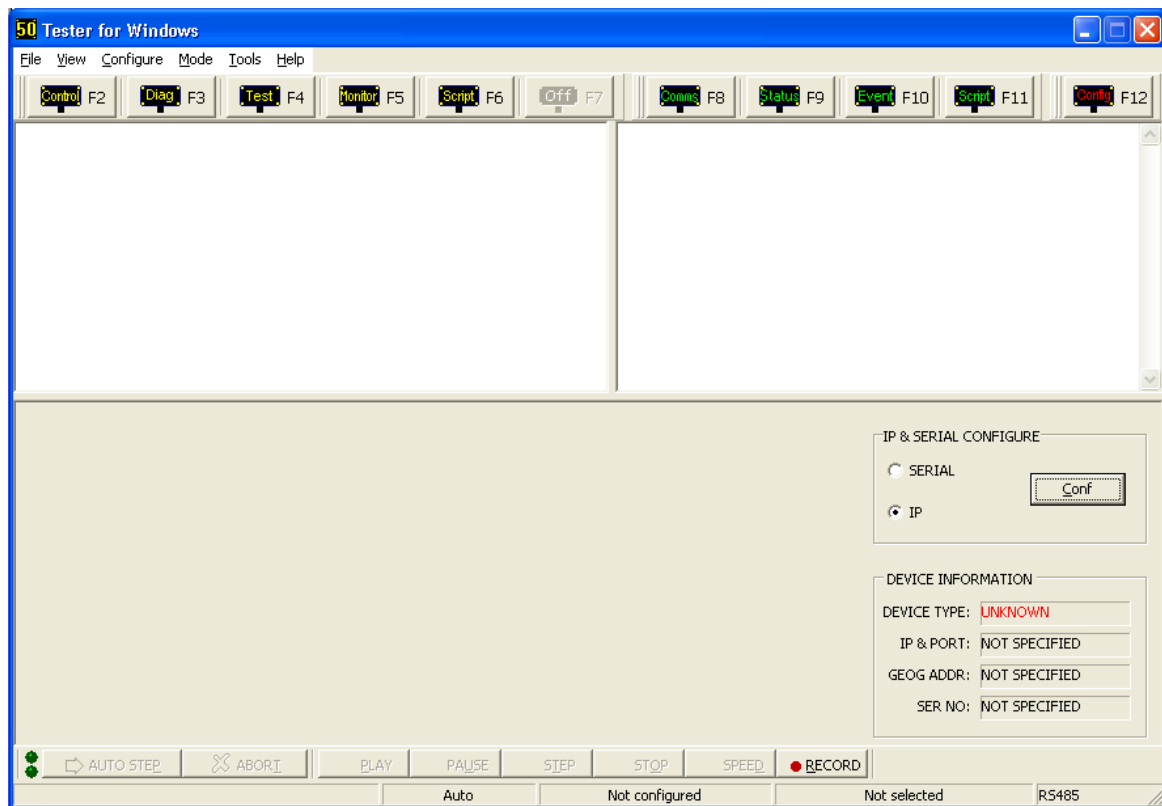 50 Tester for Windows
File View Configure Mode Tools Help
Control F2 Diag F3 Test F4 Monitor F5 Script F6 Off F7 Comms F8 Status F9 Event F10 Script F11 Config F12
IP & SERIAL CONFIGURE
SERIAL
Conf
IP
DEVICE INFORMATION
DEVICE TYPE: UNKNOWN
IP & PORT: NOT SPECIFIED
GEOG ADDR: NOT SPECIFIED
SER NO: NOT SPECIFIED
AUTO STEP ABORT PLAY PAUSE STEP STOP SPEED RECORD
Auto Not configured Not selected RS485